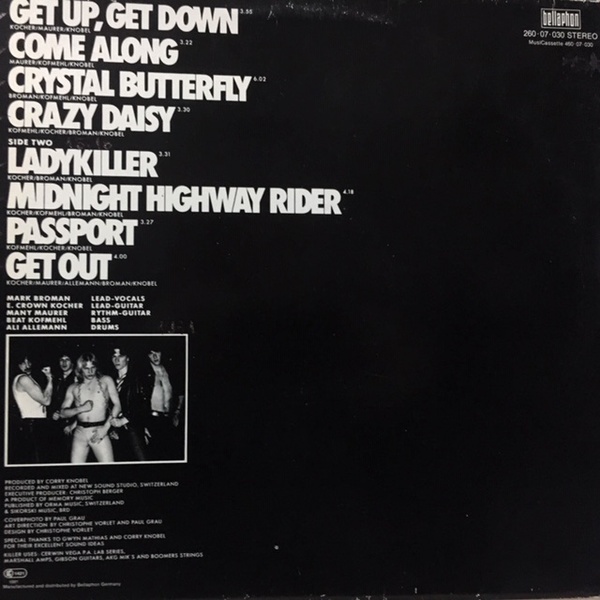 GET UP, GET DOWN 3.55
KOCHER/MAURER/KNOBEL
COME ALONG 3.22
MAURER/KOFMEHL/KNOBEL
CRYSTAL BUTTERFLY 6.02
BROMAN/KOFMEHL/KNOBEL
CRAZY DAISY 3.30
KOFMEHL/KOCHER/BROMAN/KNOBEL
SIDE TWO
LADYKILLER 3.31
KOCHER/BROMAN/KNOBEL
MIDNIGHT HIGHWAY RIDER 4.18
KOCHER/KOFMEHL/BROMAN/KNOBEL
PASSPORT 3.27
KOFMEHL/KOCHER/KNOBEL
GET OUT 4.00
KOCHER/MAURER/ALLEMANN/BROMAN/KNOBEL
MARK BROMAN LEAD-VOCALS
E. CROWN KOCHER LEAD-GUITAR
MANY MAURER RYTHM-GUITAR
BEAT KOFMEHL BASS
ALI ALLEMANN DRUMS
PRODUCED BY CORRY KNOBEL
RECORDED AND MIXED AT NEW SOUND STUDIO, SWITZERLAND
EXECUTIVE PRODUCER: CHRISTOPH BERGER
A PRODUCT OF MEMORY MUSIC
PUBLISHED BY ORMA MUSIC, SWITZERLAND
& SIKORSKI MUSIC, BRD
COVERPHOTO BY PAUL GRAU
ART DIRECTION BY CHRISTOPHE VORLET AND PAUL GRAU
DESIGN BY CHRISTOPHE VORLET
SPECIAL THANKS TO GWYN MATHIAS AND CORRY KNOBEL
FOR THEIR EXCELLENT SOUND IDEAS
KILLER USES: CERWIN VEGA P.A. LAB SERIES,
MARSHALL AMPS, GIBSON GUITARS, AKG MIK'S AND BOOMERS STRINGS
1981
Manufactured and distributed by Bellaphon Germany
bellaphon
260·07·030 STEREO
MusiCassette 460·07·030